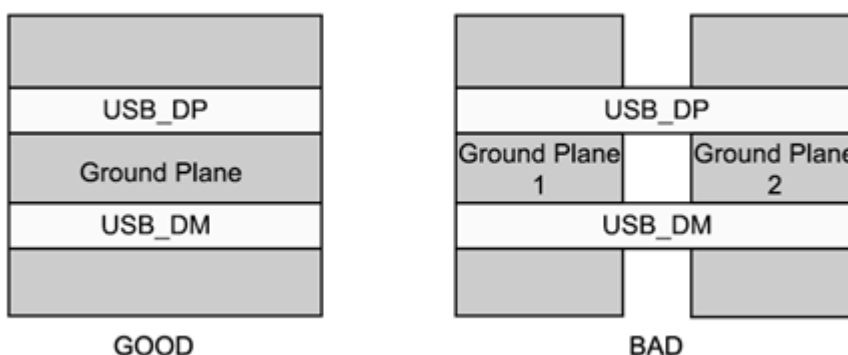 USB_DP
Ground Plane
USB_DM
GOOD
USB_DP
Ground Plane
1
Ground Plane
2
USB_DM
BAD